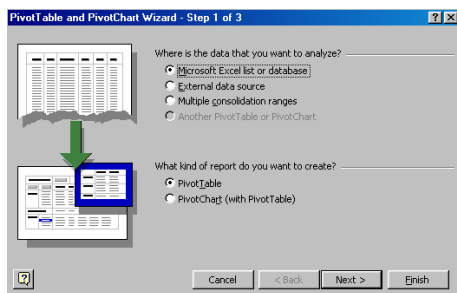 PivotTable and PivotChart Wizard - Step 1 of 3
Where is the data that you want to analyze?
Microsoft Excel list or database
External data source
Multiple consolidation ranges
Another PivotTable or PivotChart
What kind of report do you want to create?
PivotTable
PivotChart (with PivotTable)
Cancel < Back Next > Finish